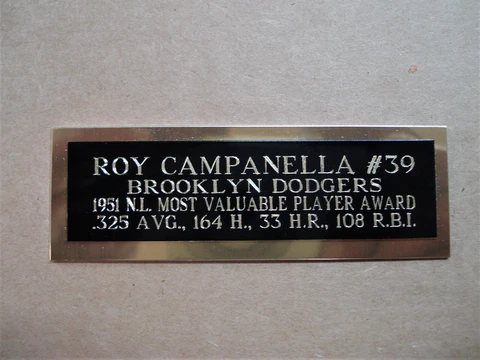 ROY CAMPANELLA #39
BROOKLYN DODGERS
1951 N.L. MOST VALUABLE PLAYER AWARD
.325 AVG., 164 H., 33 H.R., 108 R.B.I.